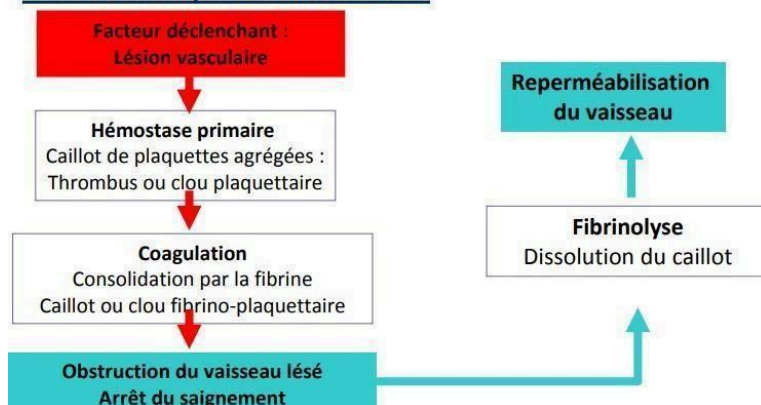 Facteur déclenchant :
Lésion vasculaire
Hémostase primaire
Caillot de plaquettes agrégées :
Thrombus ou clou plaquettaire
Coagulation
Consolidation par la fibrine
Caillot ou clou fibrino-plaquettaire
Obstruction du vaisseau lésé
Arrêt du saignement
Fibrinolyse
Dissolution du caillot
Reperméabilisation
du vaisseau